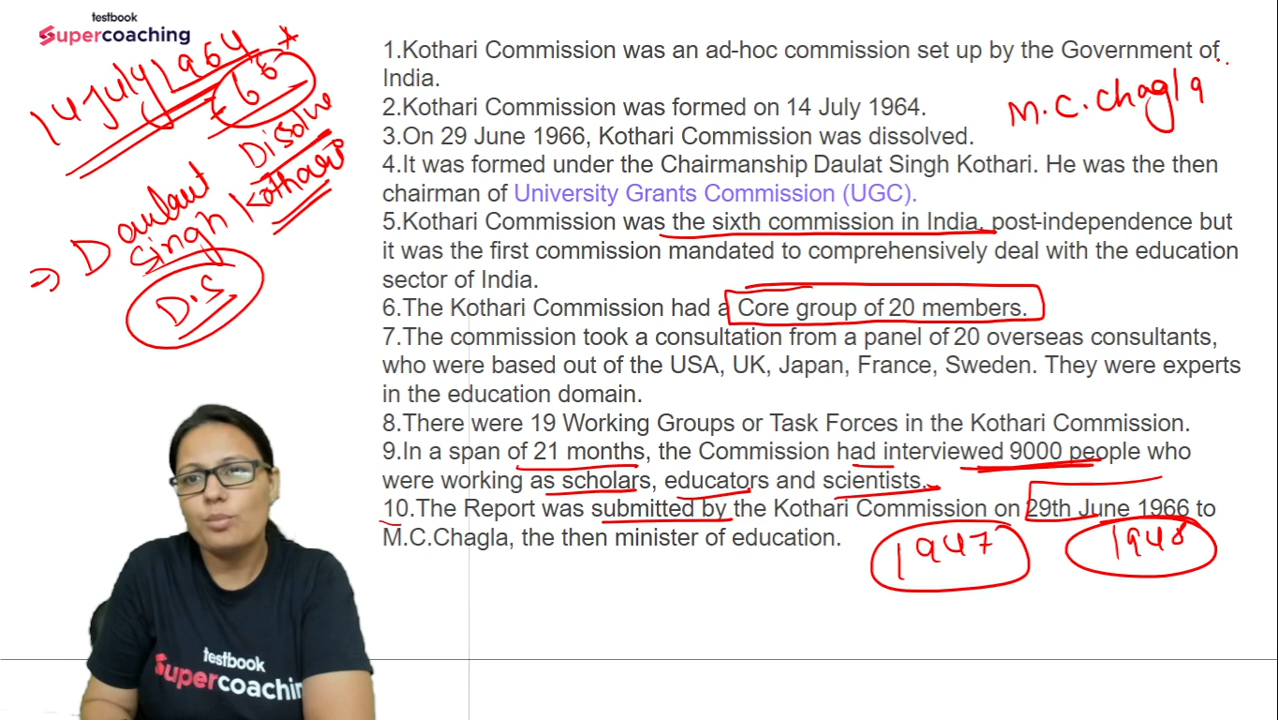 testbook
Supercoaching
14 July 1964
66
Dissolve
Daulant
Singh Kothari
D.S
M.C.Chagla
1.Kothari Commission was an ad-hoc commission set up by the Government of
India.
2.Kothari Commission was formed on 14 July 1964.
3.On 29 June 1966, Kothari Commission was dissolved.
4.It was formed under the Chairmanship Daulat Singh Kothari. He was the then
chairman of University Grants Commission (UGC).
5.Kothari Commission was the sixth commission in India, post-independence but
it was the first commission mandated to comprehensively deal with the education
sector of India.
6.The Kothari Commission had a Core group of 20 members.
7.The commission took a consultation from a panel of 20 overseas consultants,
who were based out of the USA, UK, Japan, France, Sweden. They were experts
in the education domain.
8.There were 19 Working Groups or Task Forces in the Kothari Commission.
9.In a span of 21 months, the Commission had interviewed 9000 people who
were working as scholars, educators and scientists.
10.The Report was submitted by the Kothari Commission on 29th June 1966 to
M.C.Chagla, the then minister of education.
1947
1948
testbook
Supercoaching